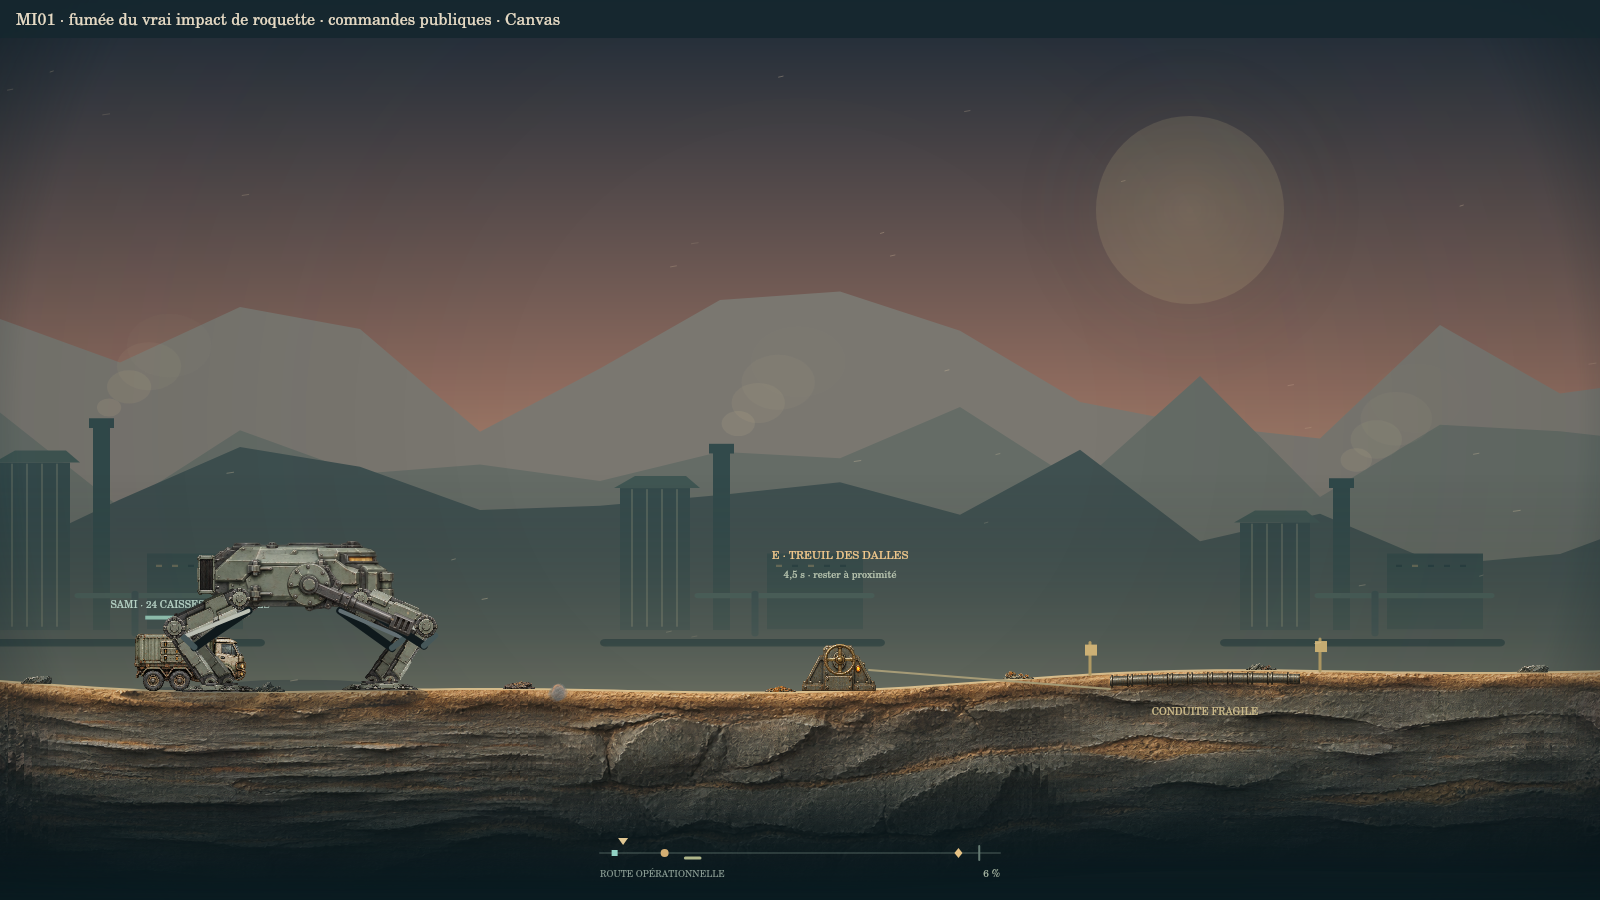 MI01 · fumée du vrai impact de roquette · commandes publiques · Canvas
E · TREUIL DES DALLES
4,5 s · rester à proximité
SAMI · 24 CAISSES
CONDUITE FRAGILE
ROUTE OPÉRATIONNELLE
6 %